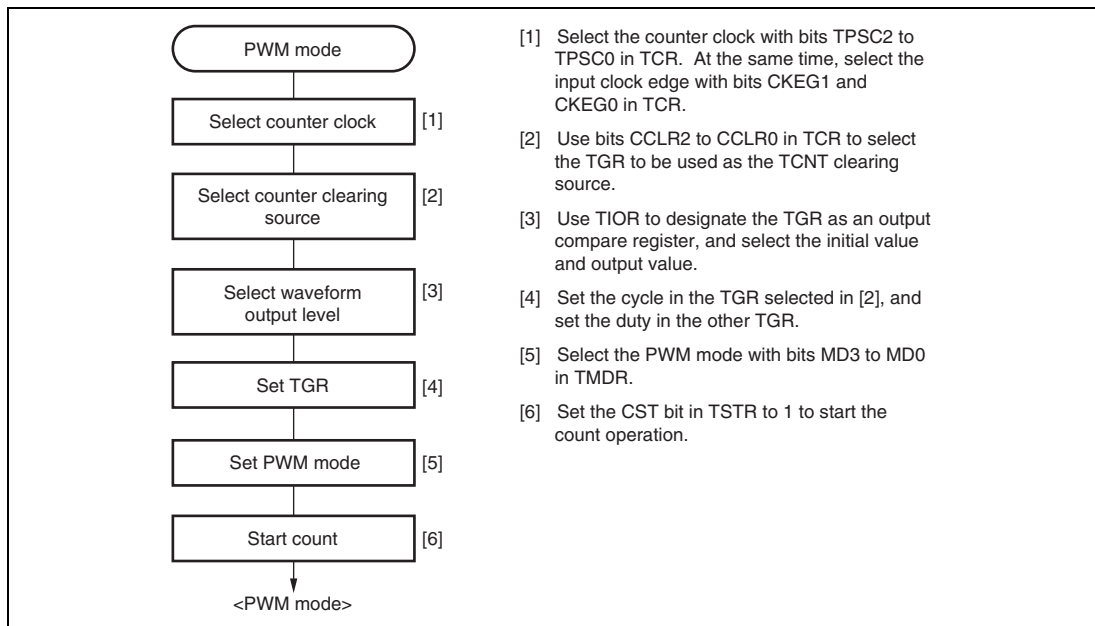 PWM mode
Select counter clock
[1]
Select counter clearing
source
[2]
Select waveform
output level
[3]
Set TGR
[4]
Set PWM mode
[5]
Start count
[6]
<PWM mode>
[1] Select the counter clock with bits TPSC2 to
TPSC0 in TCR. At the same time, select the
input clock edge with bits CKEG1 and
CKEG0 in TCR.
[2] Use bits CCLR2 to CCLR0 in TCR to select
the TGR to be used as the TCNT clearing
source.
[3] Use TIOR to designate the TGR as an output
compare register, and select the initial value
and output value.
[4] Set the cycle in the TGR selected in [2], and
set the duty in the other TGR.
[5] Select the PWM mode with bits MD3 to MD0
in TMDR.
[6] Set the CST bit in TSTR to 1 to start the
count operation.